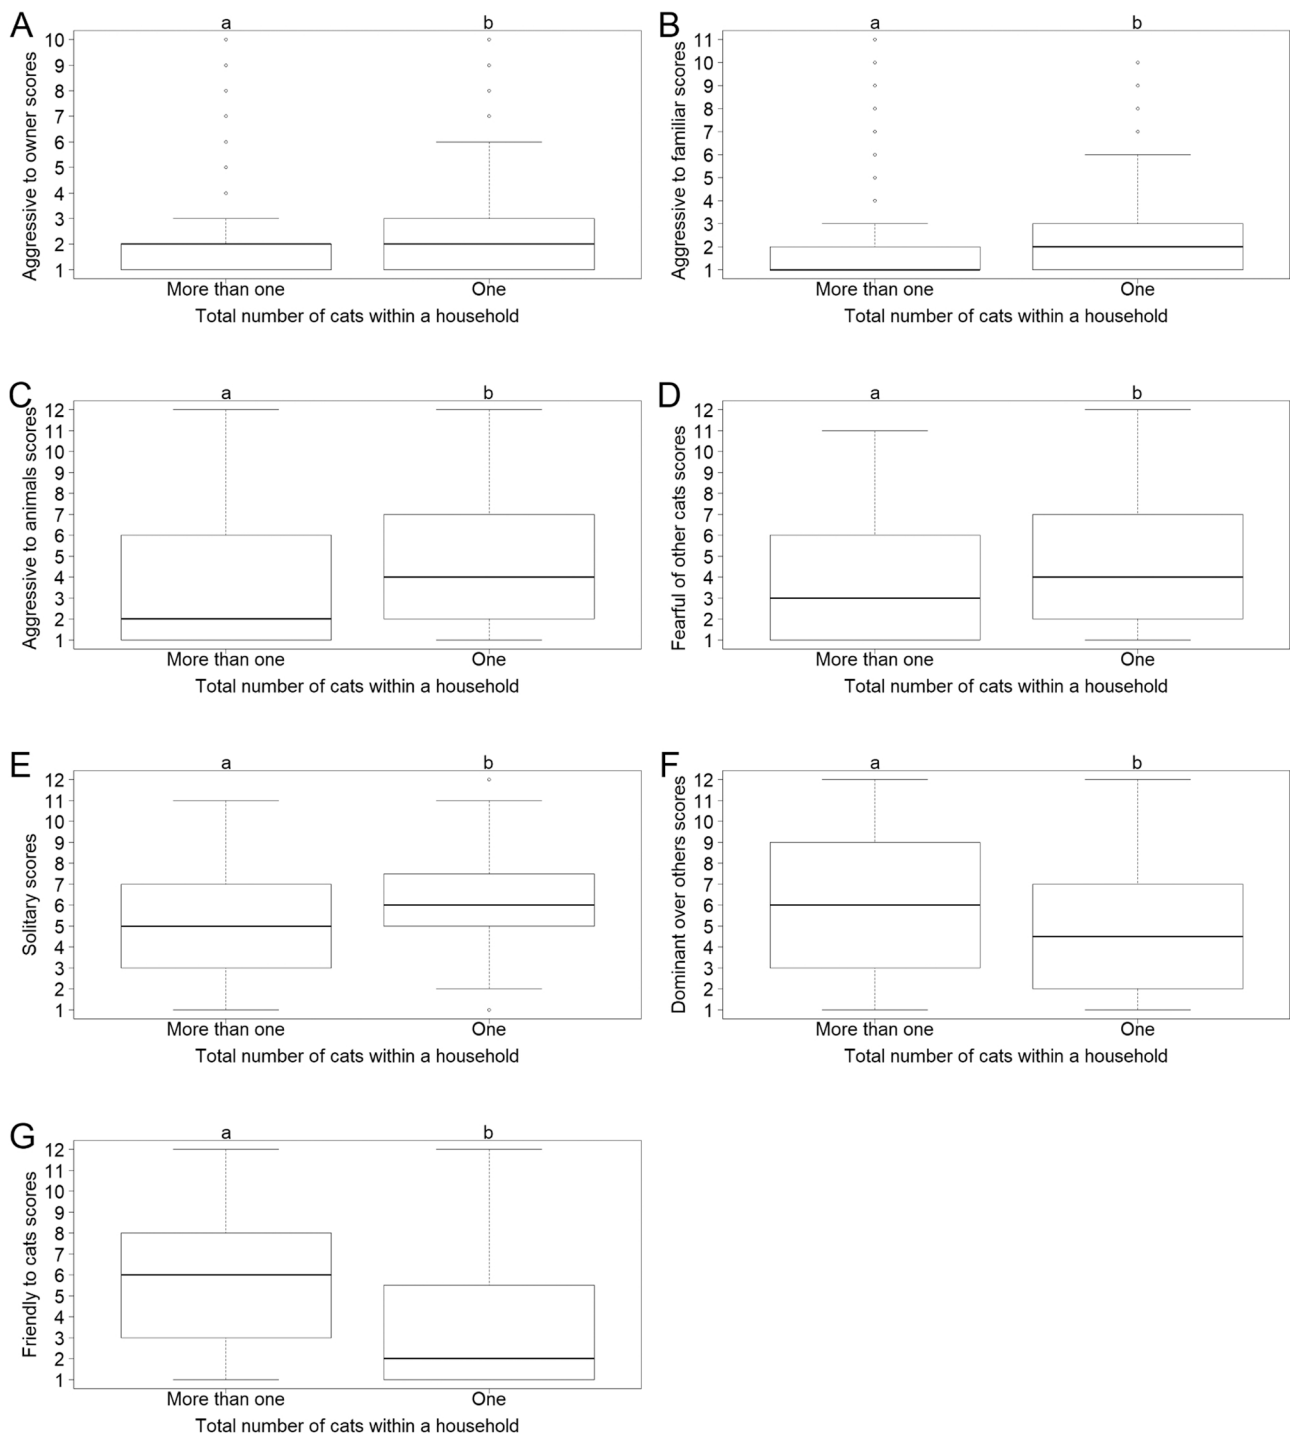 A
a
b
Aggressive to owner scores
10
9
8
7
6
5
4
3
2
1
More than one
One
Total number of cats within a household
B
a
b
Aggressive to familiar scores
11
10
9
8
7
6
5
4
3
2
1
More than one
One
Total number of cats within a household
C
a
b
Aggressive to animals scores
12
11
10
9
8
7
6
5
4
3
2
1
More than one
One
Total number of cats within a household
D
a
b
Fearful of other cats scores
12
11
10
9
8
7
6
5
4
3
2
1
More than one
One
Total number of cats within a household
E
a
b
Solitary scores
12
11
10
9
8
7
6
5
4
3
2
1
More than one
One
Total number of cats within a household
F
a
b
Dominant over others scores
12
11
10
9
8
7
6
5
4
3
2
1
More than one
One
Total number of cats within a household
G
a
b
Friendly to cats scores
12
11
10
9
8
7
6
5
4
3
2
1
More than one
One
Total number of cats within a household